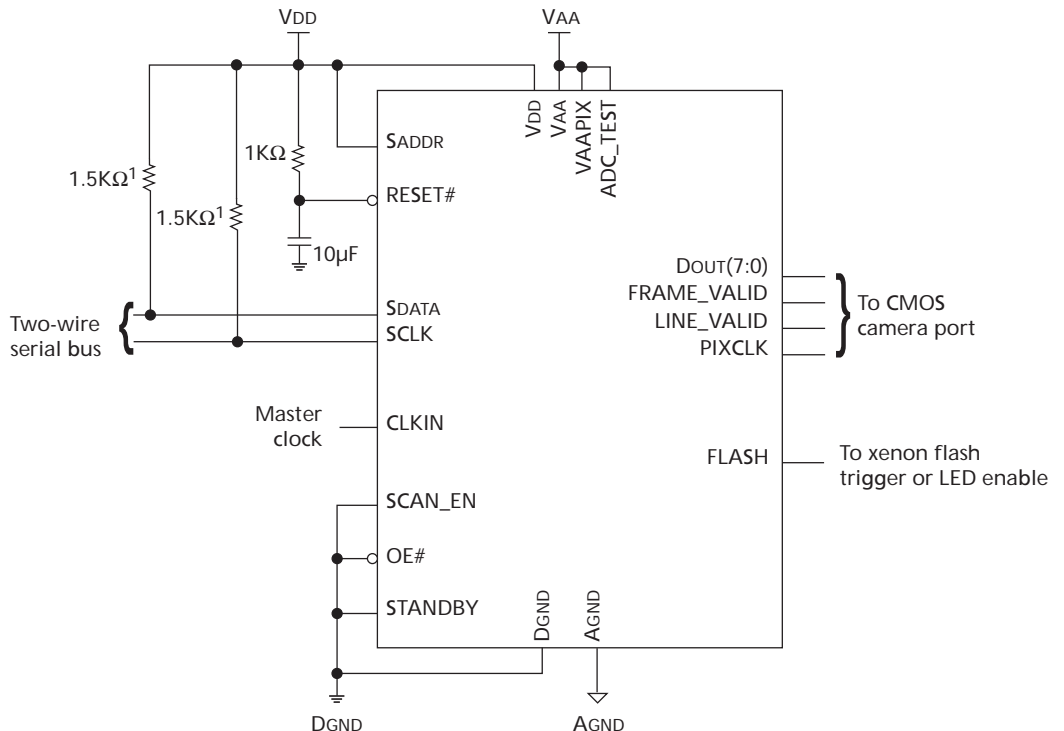 VDD
VAA
VDD
VAA
VAAPIX
ADC_TEST
SADDR
1KΩ
1.5KΩ1
RESET#
1.5KΩ1
10µF
DOUT(7:0)
FRAME_VALID
LINE_VALID
PIXCLK
To CMOS
camera port
SDATA
SCLK
Two-wire
serial bus
Master
clock
CLKIN
FLASH
To xenon flash
trigger or LED enable
SCAN_EN
OE#
STANDBY
DGND
AGND
DGND
AGND